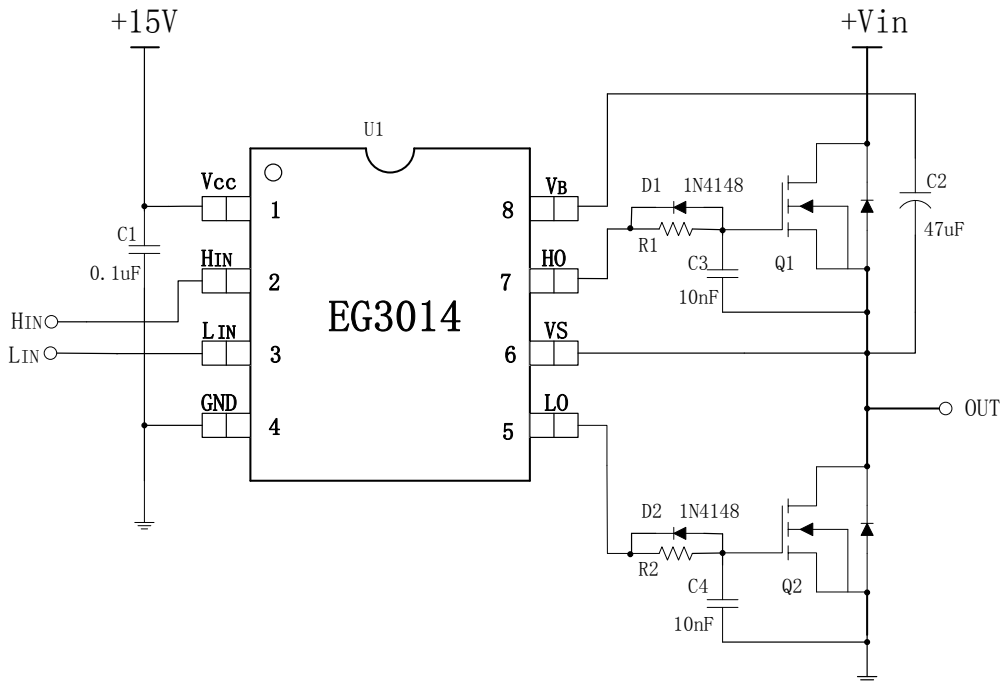 +15V
+Vin
U1
Vcc
1
VB
8
D1 1N4148
C2
47uF
C1
0.1uF
HIN
2
HO
7
R1
C3
10nF
Q1
EG3014
HIN
LIN
LIN
3
VS
6
GND
4
LO
5
OUT
D2 1N4148
R2
C4
10nF
Q2